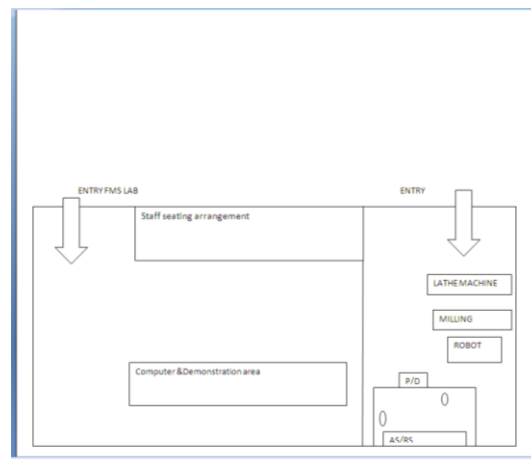 ENTRY FMS LAB
ENTRY
Staff seating arrangement
LATHE MACHINE
MILLING
ROBOT
Computer &Demonstration area
P/D
AS/RS